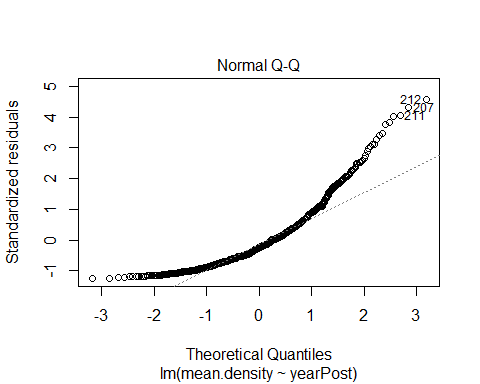 Normal Q-Q
Standardized residuals
5
4
3
2
1
0
-1
212
207
211
-3 -2 -1 0 1 2 3
Theoretical Quantiles
lm(mean.density ~ yearPost)